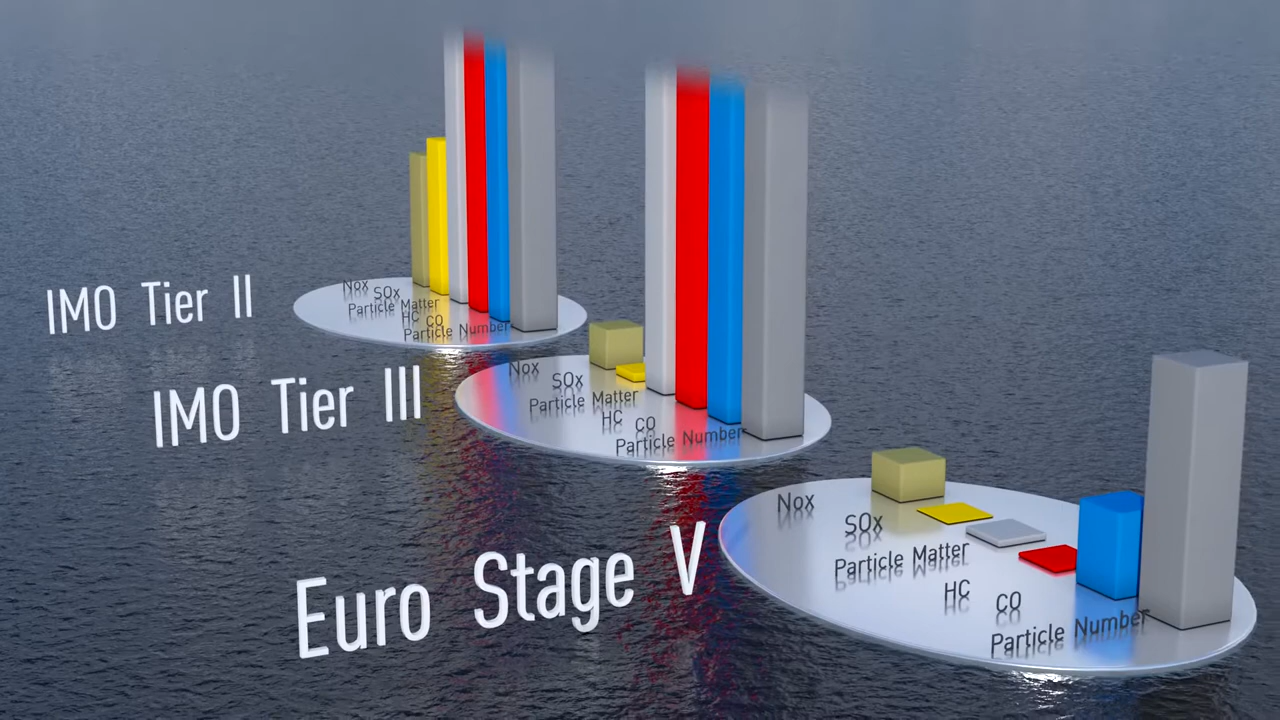 IMO Tier II
Nox
SOx
Particle Matter
HC
CO
Particle Number
IMO Tier III
Nox
SOx
Particle Matter
HC
CO
Particle Number
Euro Stage V
Nox
SOx
Particle Matter
HC
CO
Particle Number